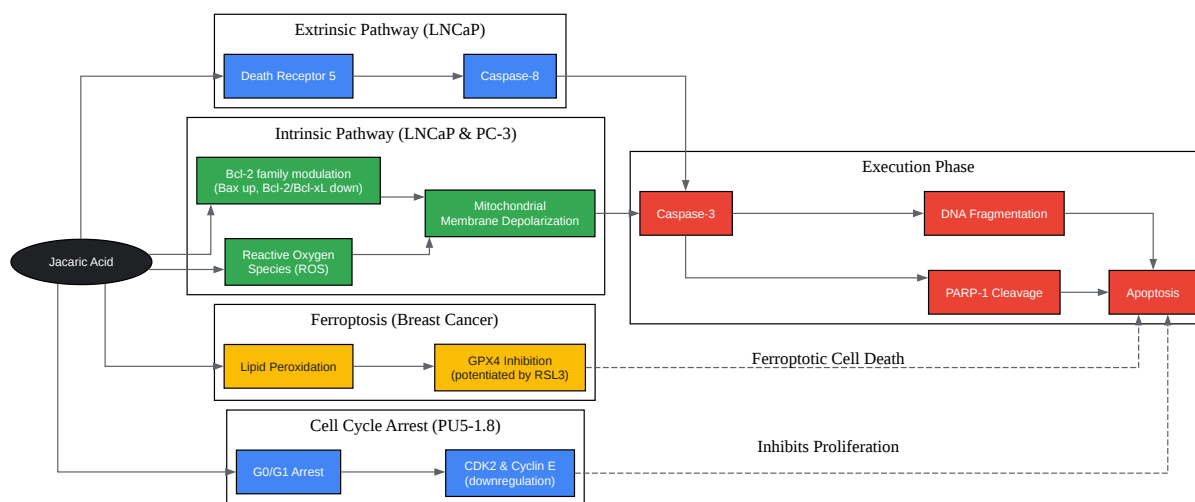 Extrinsic Pathway (LNCaP)
Death Receptor 5
Caspase-8
Intrinsic Pathway (LNCaP & PC-3)
Bcl-2 family modulation
(Bax up, Bcl-2/Bcl-xL down)
Mitochondrial
Membrane Depolarization
Reactive Oxygen
Species (ROS)
Execution Phase
Caspase-3
DNA Fragmentation
PARP-1 Cleavage
Apoptosis
Jacaric Acid
Ferroptosis (Breast Cancer)
Lipid Peroxidation
GPX4 Inhibition
(potentiated by RSL3)
Ferroptotic Cell Death
Cell Cycle Arrest (PU5-1.8)
G0/G1 Arrest
CDK2 & Cyclin E
(downregulation)
Inhibits Proliferation